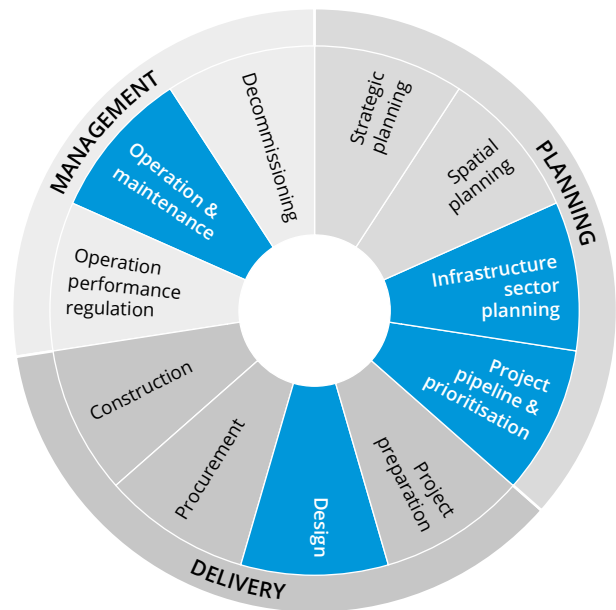 PLANNING
Strategic
planning
Spatial
planning
Infrastructure
sector
planning
Project
pipeline &
prioritisation
DELIVERY
Project
preparation
Design
Procurement
Construction
MANAGEMENT
Operation
performance
regulation
Operation &
maintenance
Decommissioning